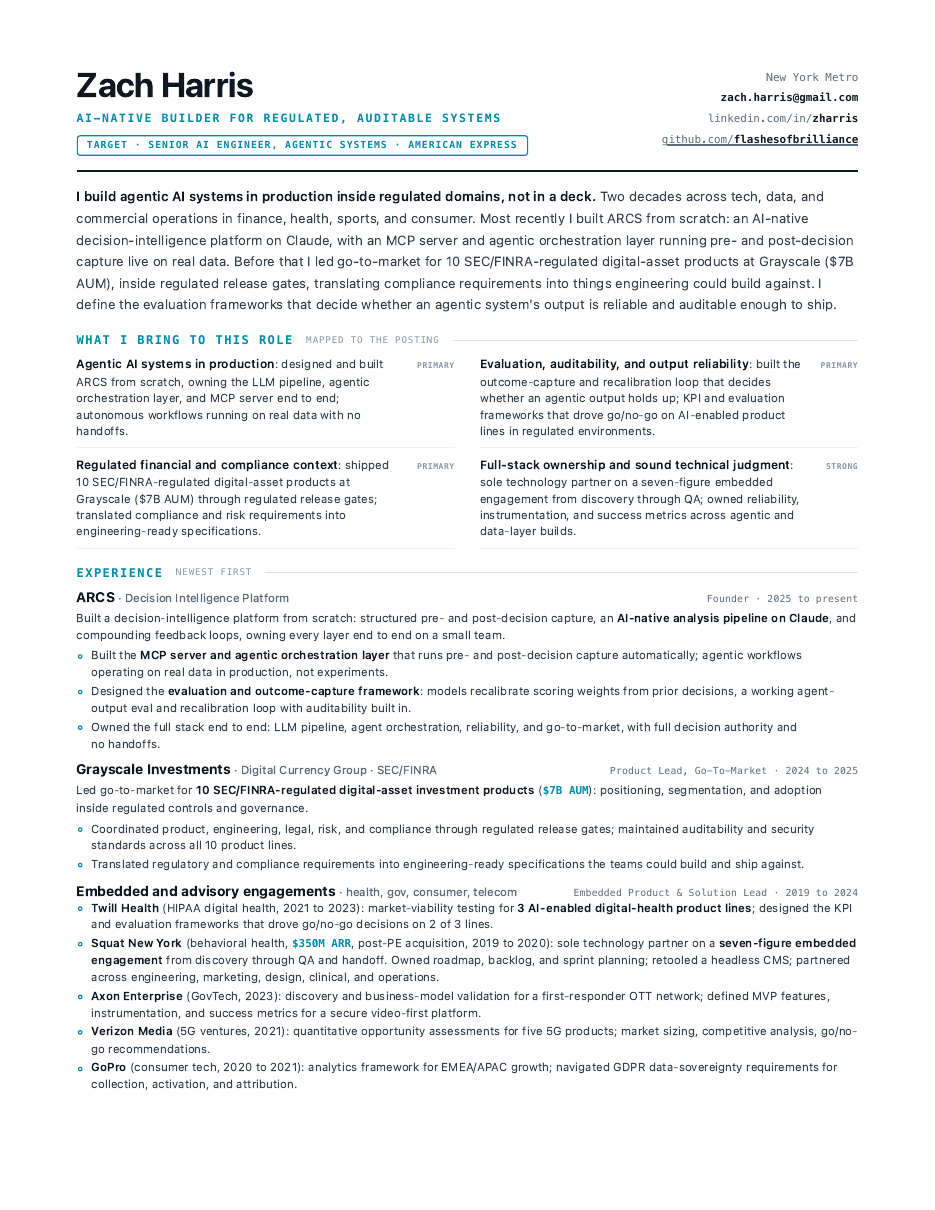 Zach Harris
AI–NATIVE BUILDER FOR REGULATED, AUDITABLE SYSTEMS
TARGET · SENIOR AI ENGINEER, AGENTIC SYSTEMS · AMERICAN EXPRESS
New York Metro
zach.harris@gmail.com
linkedin.com/in/zharris
github.com/flashesofbrilliance
I build agentic AI systems in production inside regulated domains, not in a deck. Two decades across tech, data, and
commercial operations in finance, health, sports, and consumer. Most recently I built ARCS from scratch: an AI-native
decision-intelligence platform on Claude, with an MCP server and agentic orchestration layer running pre- and post-decision
capture live on real data. Before that I led go-to-market for 10 SEC/FINRA-regulated digital-asset products at Grayscale ($7B
AUM), inside regulated release gates, translating compliance requirements into things engineering could build against. I
define the evaluation frameworks that decide whether an agentic system's output is reliable and auditable enough to ship.
WHAT I BRING TO THIS ROLE MAPPED TO THE POSTING
Agentic AI systems in production: designed and built PRIMARY
ARCS from scratch, owning the LLM pipeline, agentic
orchestration layer, and MCP server end to end;
autonomous workflows running on real data with no
handoffs.
Evaluation, auditability, and output reliability: built the PRIMARY
outcome-capture and recalibration loop that decides
whether an agentic output holds up; KPI and evaluation
frameworks that drove go/no-go on AI-enabled product
lines in regulated environments.
Regulated financial and compliance context: shipped PRIMARY
10 SEC/FINRA-regulated digital-asset products at
Grayscale ($7B AUM) through regulated release gates;
translated compliance and risk requirements into
engineering-ready specifications.
Full-stack ownership and sound technical judgment: STRONG
sole technology partner on a seven-figure embedded
engagement from discovery through QA; owned reliability,
instrumentation, and success metrics across agentic and
data-layer builds.
EXPERIENCE NEWEST FIRST
ARCS · Decision Intelligence Platform Founder · 2025 to present
Built a decision-intelligence platform from scratch: structured pre- and post-decision capture, an AI-native analysis pipeline on Claude, and
compounding feedback loops, owning every layer end to end on a small team.
Built the MCP server and agentic orchestration layer that runs pre- and post-decision capture automatically; agentic workflows
operating on real data in production, not experiments.
Designed the evaluation and outcome-capture framework: models recalibrate scoring weights from prior decisions, a working agent-
output eval and recalibration loop with auditability built in.
Owned the full stack end to end: LLM pipeline, agent orchestration, reliability, and go-to-market, with full decision authority and
no handoffs.
Grayscale Investments · Digital Currency Group · SEC/FINRA Product Lead, Go–To–Market · 2024 to 2025
Led go-to-market for 10 SEC/FINRA-regulated digital-asset investment products ($7B AUM): positioning, segmentation, and adoption
inside regulated controls and governance.
Coordinated product, engineering, legal, risk, and compliance through regulated release gates; maintained auditability and security
standards across all 10 product lines.
Translated regulatory and compliance requirements into engineering-ready specifications the teams could build and ship against.
Embedded and advisory engagements · health, gov, consumer, telecom Embedded Product & Solution Lead · 2019 to 2024
Twill Health (HIPAA digital health, 2021 to 2023): market-viability testing for 3 AI-enabled digital-health product lines; designed the KPI
and evaluation frameworks that drove go/no-go decisions on 2 of 3 lines.
Squat New York (behavioral health, $350M ARR, post-PE acquisition, 2019 to 2020): sole technology partner on a seven-figure embedded
engagement from discovery through QA and handoff. Owned roadmap, backlog, and sprint planning; retooled a headless CMS; partnered
across engineering, marketing, design, clinical, and operations.
Axon Enterprise (GovTech, 2023): discovery and business-model validation for a first-responder OTT network; defined MVP features,
instrumentation, and success metrics for a secure video-first platform.
Verizon Media (5G ventures, 2021): quantitative opportunity assessments for five 5G products; market sizing, competitive analysis, go/no-
go recommendations.
GoPro (consumer tech, 2020 to 2021): analytics framework for EMEA/APAC growth; navigated GDPR data-sovereignty requirements for
collection, activation, and attribution.